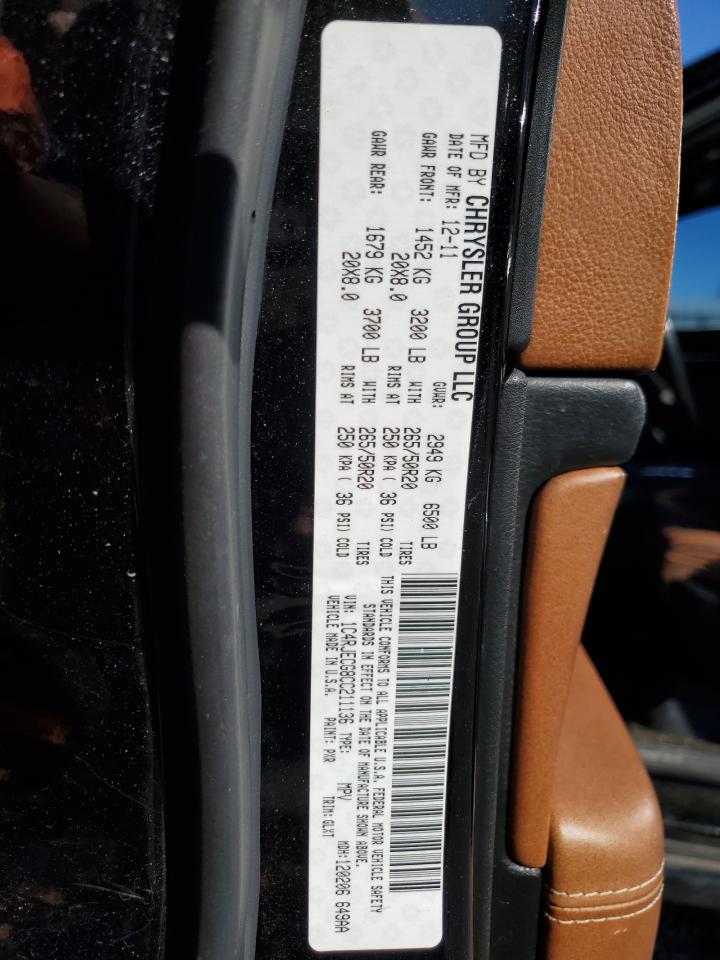 MFD BY CHRYSLER GROUP LLC
DATE OF MFR: 12-11 GVWR: 2949 KG 6500 LB
GAWR FRONT: 1452 KG 3200 LB WITH 265/50R20 TIRES
20X8.0 RIMS AT 250 KPA ( 36 PSI) COLD
GAWR REAR: 1679 KG 3700 LB WITH 265/50R20 TIRES
20X8.0 RIMS AT 250 KPA ( 36 PSI) COLD
THIS VEHICLE CONFORMS TO ALL APPLICABLE U.S.A. FEDERAL MOTOR VEHICLE SAFETY
STANDARDS IN EFFECT ON THE DATE OF MANUFACTURE SHOWN ABOVE.
VIN: 1C4RJECG8CC211136 TYPE: MPV MDH:120206 649AA
VEHICLE MADE IN U.S.A. PAINT: PXR TRIM:GLXT